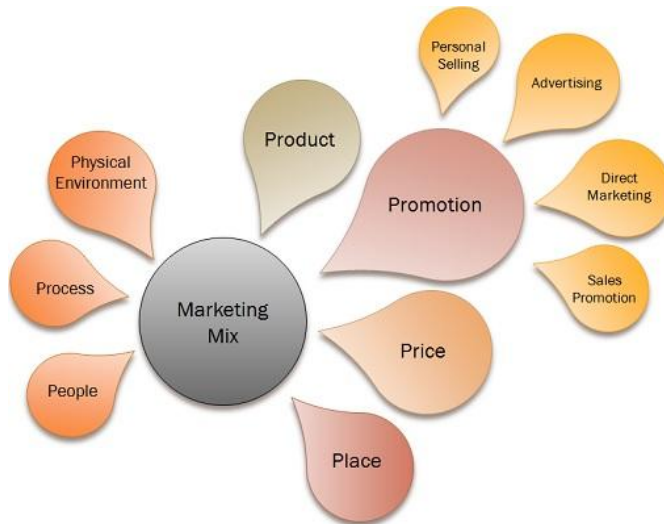 Personal
Selling
Advertising
Product
Physical
Environment
Promotion
Direct
Marketing
Process
Sales
Promotion
Marketing
Mix
Price
People
Place